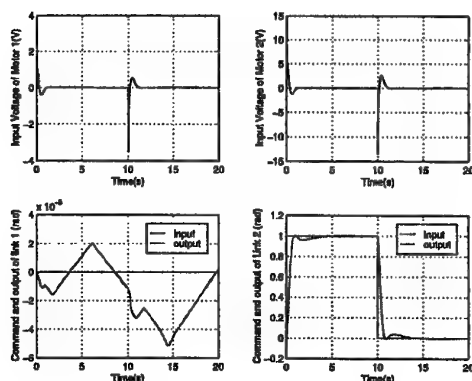 4
2
0
-2
-4
0 5 10 15 20
Time(s)
Input Voltage of Motor 1(V)
15
10
5
0
-5
-10
-15
0 5 10 15 20
Time(s)
Input Voltage of Motor 2(V)
4
2
0
-2
-4
-6
0 5 10 15 20
Time(s)
Command and output of link 1 (rad)
Input
output
1.2
1
0.8
0.6
0.4
0.2
0
-0.2
0 5 10 15 20
Time(s)
Command and output of Link 2 (rad)
Input
output